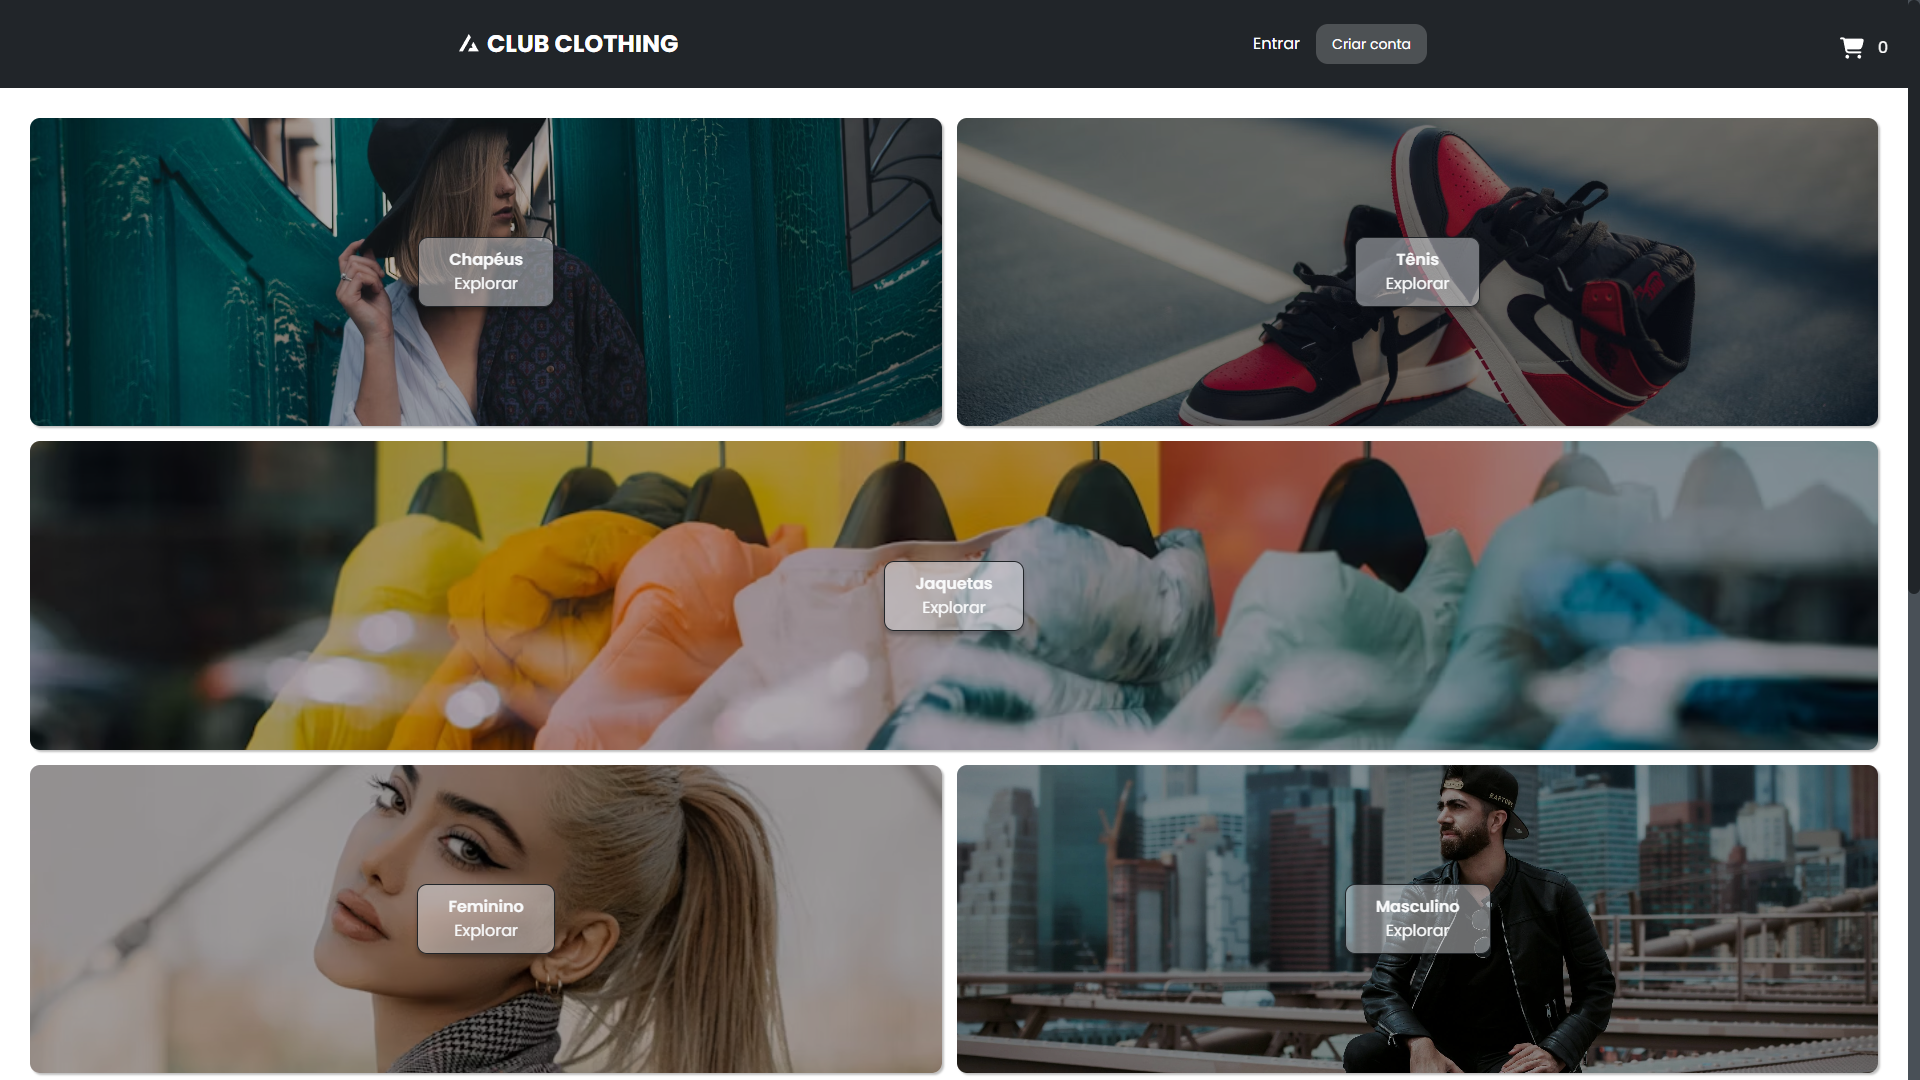 CLUB CLOTHING
Entrar
Criar conta
0
Chapéus
Explorar
Tênis
Explorar
Jaquetas
Explorar
Feminino
Explorar
Masculino
Explorar